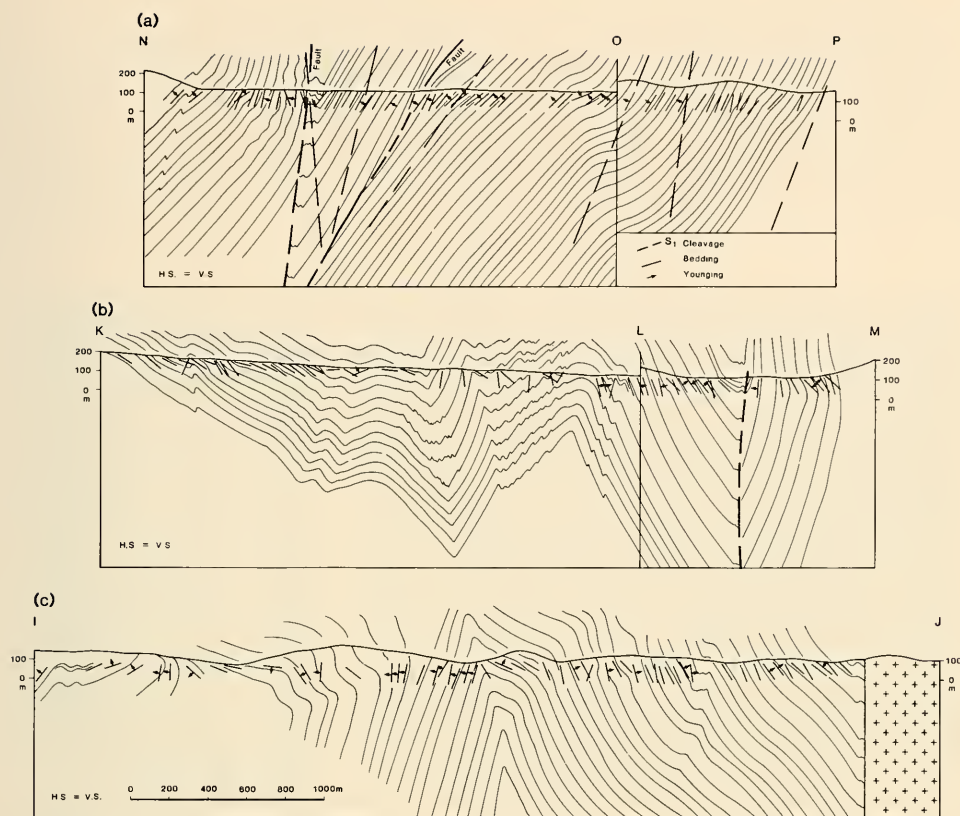 (a)
N O P
Fault
Fault
200
100
0
m
100
0
m
S1 Cleavage
Bedding
Younging
H S. = V.S
(b)
K L M
200
100
0
m
200
100
0
m
H.S = V S
(c)
I J
100
0
m
100
0
m
H S = V.S.
0 200 400 600 800 1000m